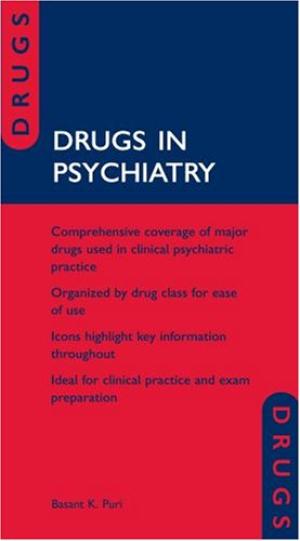 DRUGS
DRUGS IN
PSYCHIATRY
Comprehensive coverage of major
drugs used in clinical psychiatric
practice
Organized by drug class for ease
of use
Icons highlight key information
throughout
Ideal for clinical practice and exam
preparation
DRUGS
Basant K. Puri